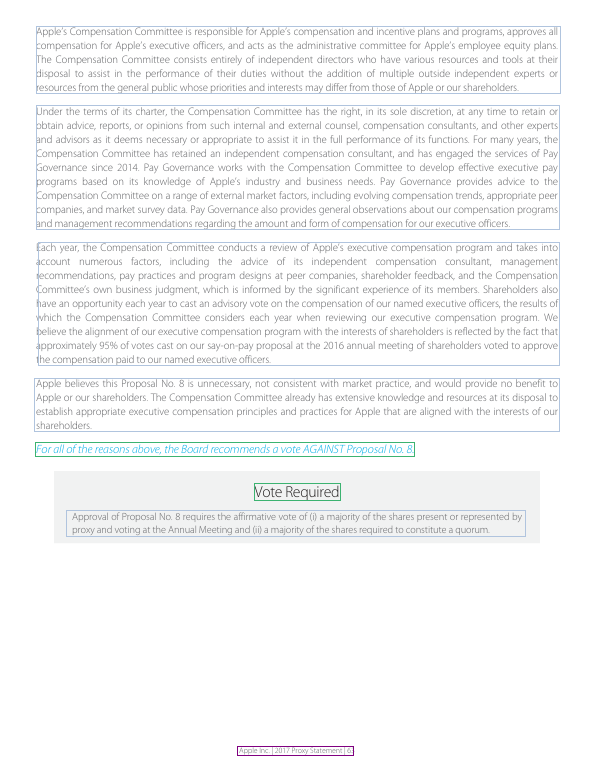 Apple's Compensation Committee is responsible for Apple's compensation and incentive plans and programs, approves all
compensation for Apple's executive officers, and acts as the administrative committee for Apple's employee equity plans.
The Compensation Committee consists entirely of independent directors who have various resources and tools at their
disposal to assist in the performance of their duties without the addition of multiple outside independent experts or
resources from the general public whose priorities and interests may differ from those of Apple or our shareholders.
Under the terms of its charter, the Compensation Committee has the right, in its sole discretion, at any time to retain or
obtain advice, reports, or opinions from such internal and external counsel, compensation consultants, and other experts
and advisors as it deems necessary or appropriate to assist it in the full performance of its functions. For many years, the
Compensation Committee has retained an independent compensation consultant, and has engaged the services of Pay
Governance since 2014. Pay Governance works with the Compensation Committee to develop effective executive pay
programs based on its knowledge of Apple's industry and business needs. Pay Governance provides advice to the
Compensation Committee on a range of external market factors, including evolving compensation trends, appropriate peer
companies, and market survey data. Pay Governance also provides general observations about our compensation programs
and management recommendations regarding the amount and form of compensation for our executive officers.
Each year, the Compensation Committee conducts a review of Apple's executive compensation program and takes into
account numerous factors, including the advice of its independent compensation consultant, management
recommendations, pay practices and program designs at peer companies, shareholder feedback, and the Compensation
Committee's own business judgment, which is informed by the significant experience of its members. Shareholders also
have an opportunity each year to cast an advisory vote on the compensation of our named executive officers, the results of
which the Compensation Committee considers each year when reviewing our executive compensation program. We
believe the alignment of our executive compensation program with the interests of shareholders is reflected by the fact that
approximately 95% of votes cast on our say-on-pay proposal at the 2016 annual meeting of shareholders voted to approve
the compensation paid to our named executive officers.
Apple believes this Proposal No. 8 is unnecessary, not consistent with market practice, and would provide no benefit to
Apple or our shareholders. The Compensation Committee already has extensive knowledge and resources at its disposal to
establish appropriate executive compensation principles and practices for Apple that are aligned with the interests of our
shareholders.
For all of the reasons above, the Board recommends a vote AGAINST Proposal No. 8.
Vote Required
Approval of Proposal No. 8 requires the affirmative vote of (i) a majority of the shares present or represented by
proxy and voting at the Annual Meeting and (ii) a majority of the shares required to constitute a quorum.
Apple Inc. | 2017 Proxy Statement |